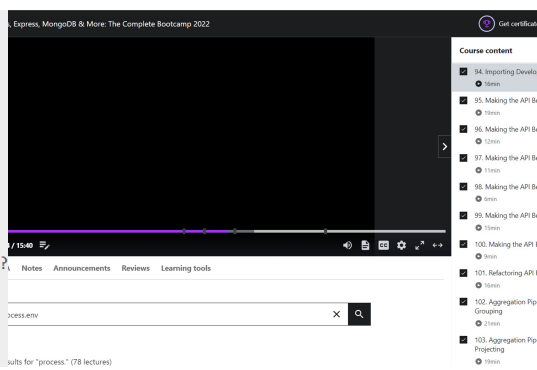 s, Express, MongoDB & More: The Complete Bootcamp 2022
Get certificat
Course content
94. Importing Develo
16min
95. Making the API Be
19min
96. Making the API Be
12min
97. Making the API Be
11min
98. Making the API Be
6min
99. Making the API Be
15min
100. Making the API B
9min
101. Refactoring API
16min
102. Aggregation Pip
Grouping
21min
103. Aggregation Pip
Projecting
19min
/ 15:40
CC
?
Notes Announcements Reviews Learning tools
ocess.env
sults for "process." (78 lectures)